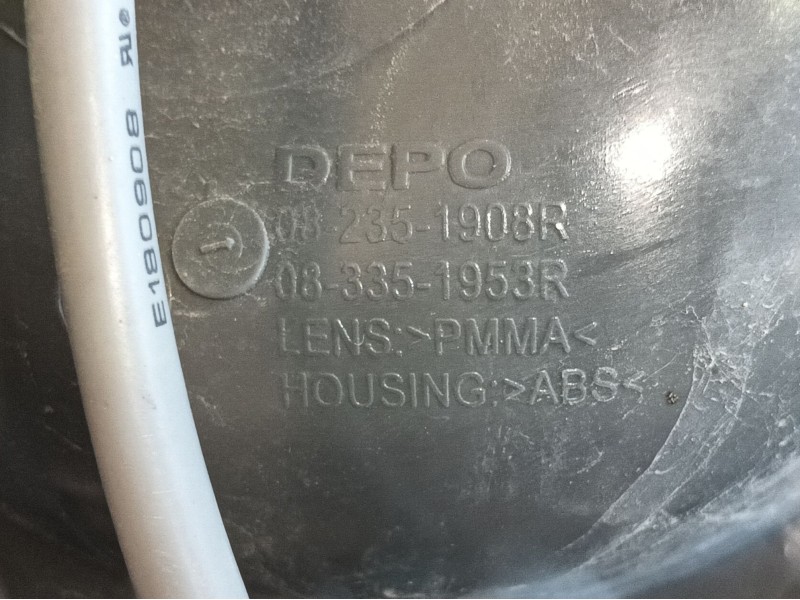 DEPO
08-235-1908R
08-335-1953R
LENS:>PMMA<
HOUSING:>ABS<
E180908